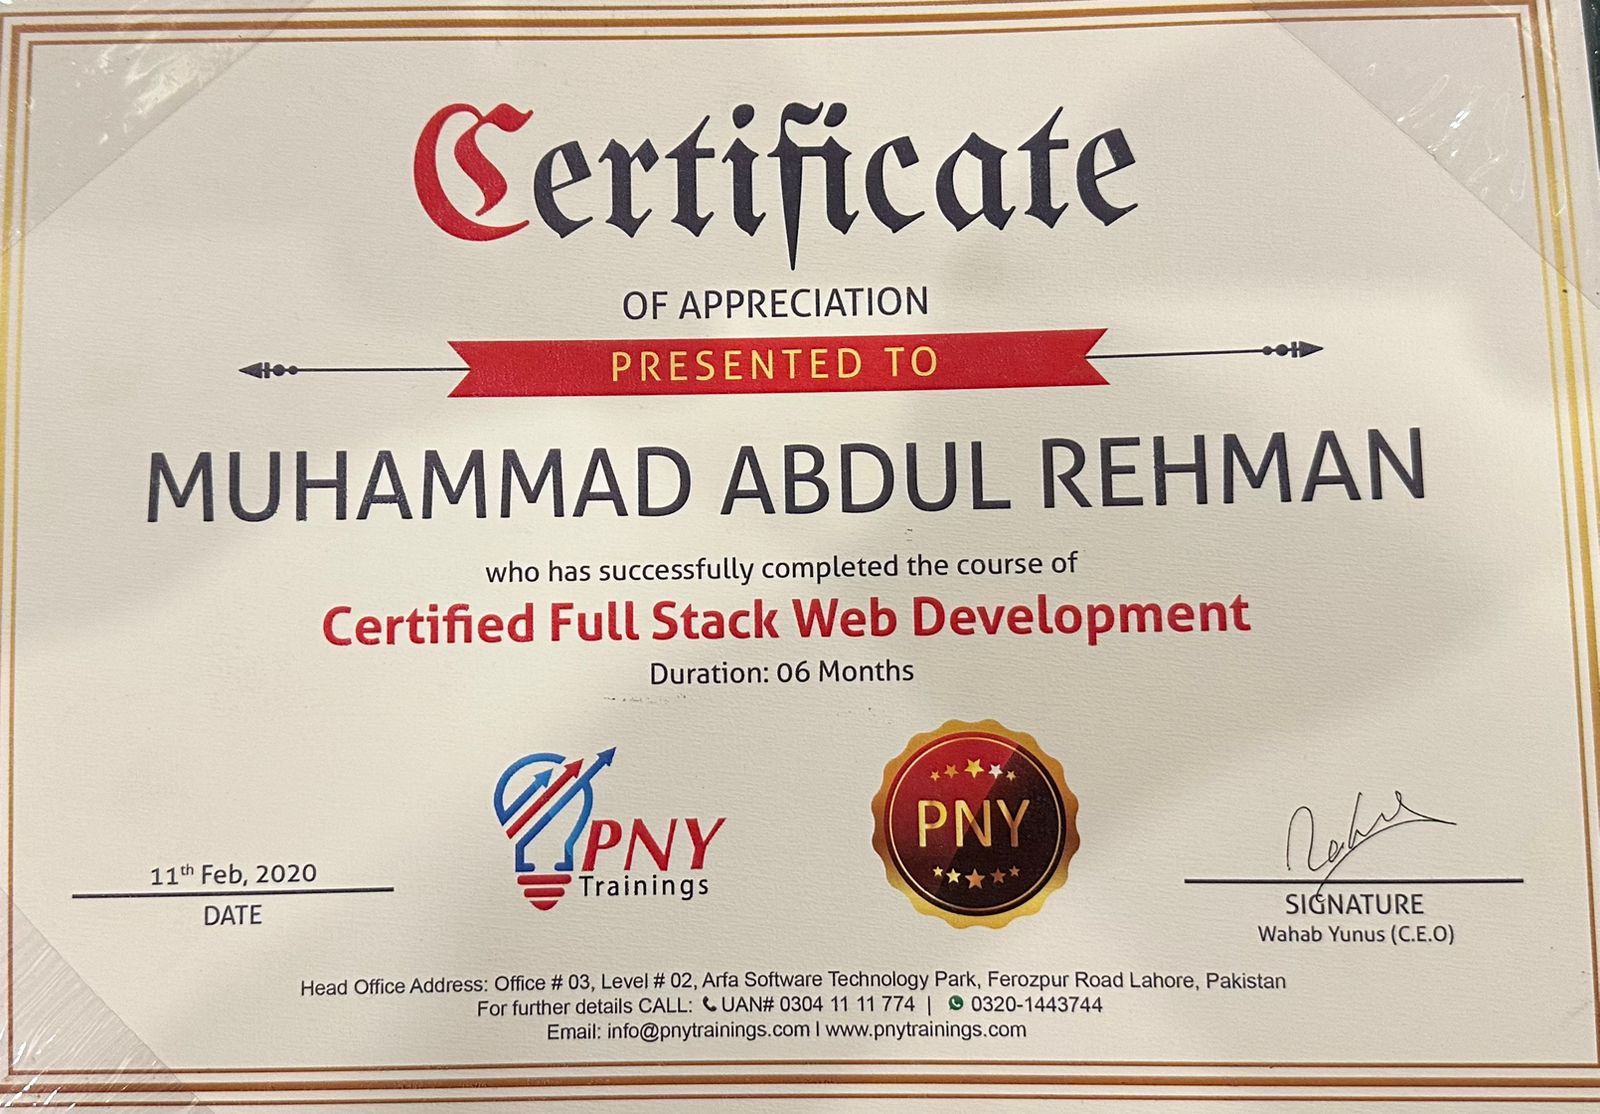 Certificate
OF APPRECIATION
PRESENTED TO
MUHAMMAD ABDUL REHMAN
who has successfully completed the course of
Certified Full Stack Web Development
Duration: 06 Months
PNY
Trainings
PNY
11th Feb, 2020
DATE
SIGNATURE
Wahab Yunus (C.E.O)
Head Office Address: Office # 03, Level # 02, Arfa Software Technology Park, Ferozpur Road Lahore, Pakistan
For further details CALL: UAN# 0304 11 11 774 | 0320-1443744
Email: info@pnytrainings.com l www.pnytrainings.com